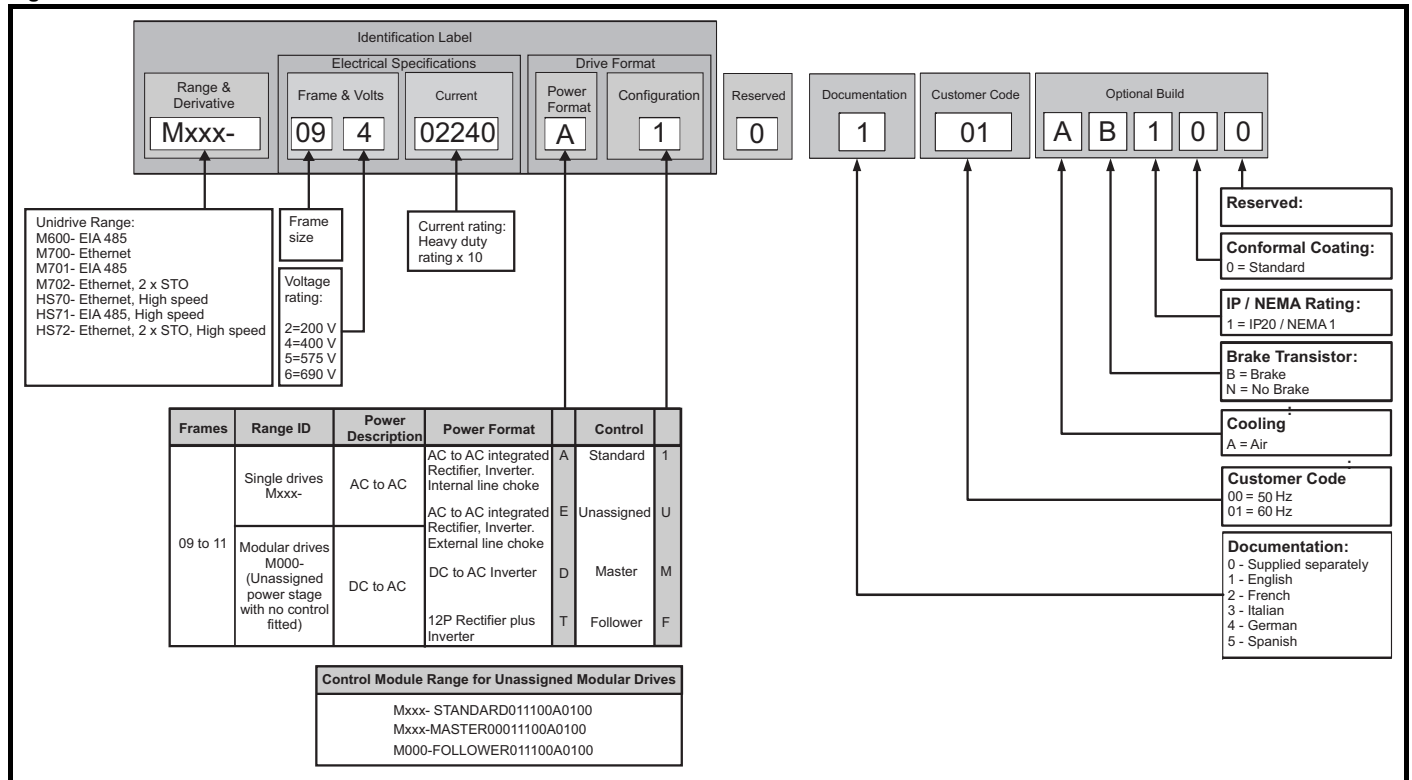 Identification Label
Electrical Specifications
Drive Format
Range &
Derivative
Frame & Volts
Current
Power
Format
Configuration
Reserved
Documentation
Customer Code
Optional Build
Mxxx-
09
4
02240
A
1
0
1
01
A
B
1
0
0
Unidrive Range:
M600- EIA 485
M700- Ethernet
M701- EIA 485
M702- Ethernet, 2 x STO
HS70- Ethernet, High speed
HS71- EIA 485, High speed
HS72- Ethernet, 2 x STO, High speed
Frame
size
Voltage
rating:
2=200 V
4=400 V
5=575 V
6=690 V
Current rating:
Heavy duty
rating x 10
Reserved:
Conformal Coating:
0 = Standard
IP / NEMA Rating:
1 = IP20 / NEMA 1
Brake Transistor:
B = Brake
N = No Brake
Cooling:
A = Air
Customer Code:
00 = 50 Hz
01 = 60 Hz
Documentation:
0 - Supplied separately
1 - English
2 - French
3 - Italian
4 - German
5 - Spanish
Frames
Range ID
Power
Description
Power Format
Control
09 to 11
Single drives
Mxxx-
AC to AC
AC to AC integrated
Rectifier, Inverter.
Internal line choke
A
Standard
1
AC to AC integrated
Rectifier, Inverter.
External line choke
E
Unassigned
U
Modular drives
M000-
(Unassigned
power stage
with no control
fitted)
DC to AC
DC to AC Inverter
D
Master
M
12P Rectifier plus
Inverter
T
Follower
F
Control Module Range for Unassigned Modular Drives
Mxxx- STANDARD011100A0100
Mxxx-MASTER00011100A0100
M000-FOLLOWER011100A0100